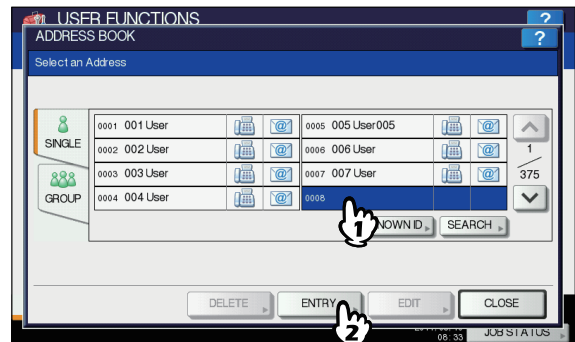 USER FUNCTIONS ?
ADDRESS BOOK ?
Select an Address
SINGLE
GROUP
0001 001 User
0002 002 User
0003 003 User
0004 004 User
0005 005 User005
0006 006 User
0007 007 User
0008
1
375
NOWN ID
SEARCH
1
DELETE
ENTRY
EDIT
CLOSE
2
08:33
JOB STATUS